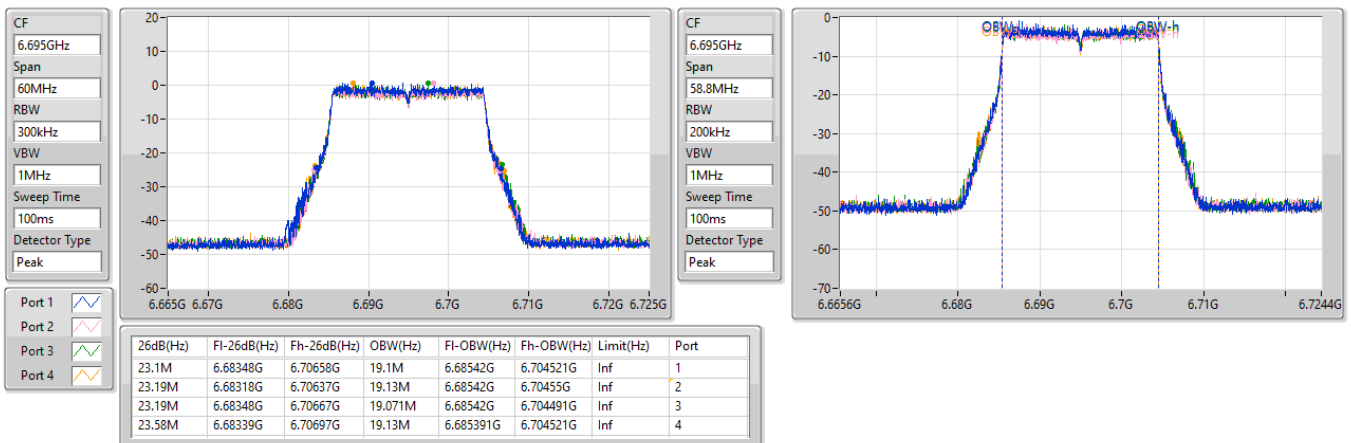 CF
6.695GHz
Span
60MHz
RBW
300kHz
VBW
1MHz
Sweep Time
100ms
Detector Type
Peak
20
10
0
-10
-20
-30
-40
-50
-60
6.665G 6.67G 6.68G 6.69G 6.7G 6.71G 6.72G 6.725G
CF
6.695GHz
Span
58.8MHz
RBW
200kHz
VBW
1MHz
Sweep Time
100ms
Detector Type
Peak
OBW-h
0
-10
-20
-30
-40
-50
-60
-70
6.6656G 6.68G 6.69G 6.7G 6.71G 6.7244G
Port 1
Port 2
Port 3
Port 4
26dB(Hz) Fl-26dB(Hz) Fh-26dB(Hz) OBW(Hz) Fl-OBW(Hz) Fh-OBW(Hz) Limit(Hz) Port
23.1M 6.68348G 6.70658G 19.1M 6.68542G 6.704521G Inf 1
23.19M 6.68318G 6.70637G 19.13M 6.68542G 6.70455G Inf 2
23.19M 6.68348G 6.70667G 19.071M 6.68542G 6.704491G Inf 3
23.58M 6.68339G 6.70697G 19.13M 6.685391G 6.704521G Inf 4